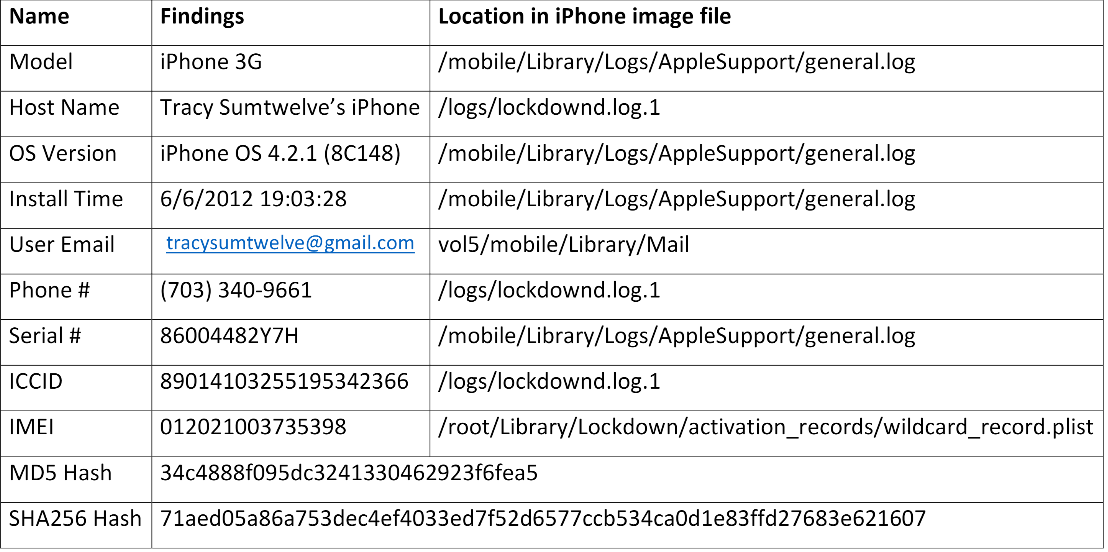 Name Findings Location in iPhone image file
Model iPhone 3G /mobile/Library/Logs/AppleSupport/general.log
Host Name Tracy Sumtwelve’s iPhone /logs/lockdownd.log.1
OS Version iPhone OS 4.2.1 (8C148) /mobile/Library/Logs/AppleSupport/general.log
Install Time 6/6/2012 19:03:28 /mobile/Library/Logs/AppleSupport/general.log
User Email tracysumtwelve@gmail.com vol5/mobile/Library/Mail
Phone # (703) 340-9661 /logs/lockdownd.log.1
Serial # 86004482Y7H /mobile/Library/Logs/AppleSupport/general.log
ICCID 89014103255195342366 /logs/lockdownd.log.1
IMEI 012021003735398 /root/Library/Lockdown/activation_records/wildcard_record.plist
MD5 Hash 34c4888f095dc3241330462923f6fea5
SHA256 Hash 71aed05a86a753dec4ef4033ed7f52d6577ccb534ca0d1e83ffd27683e621607